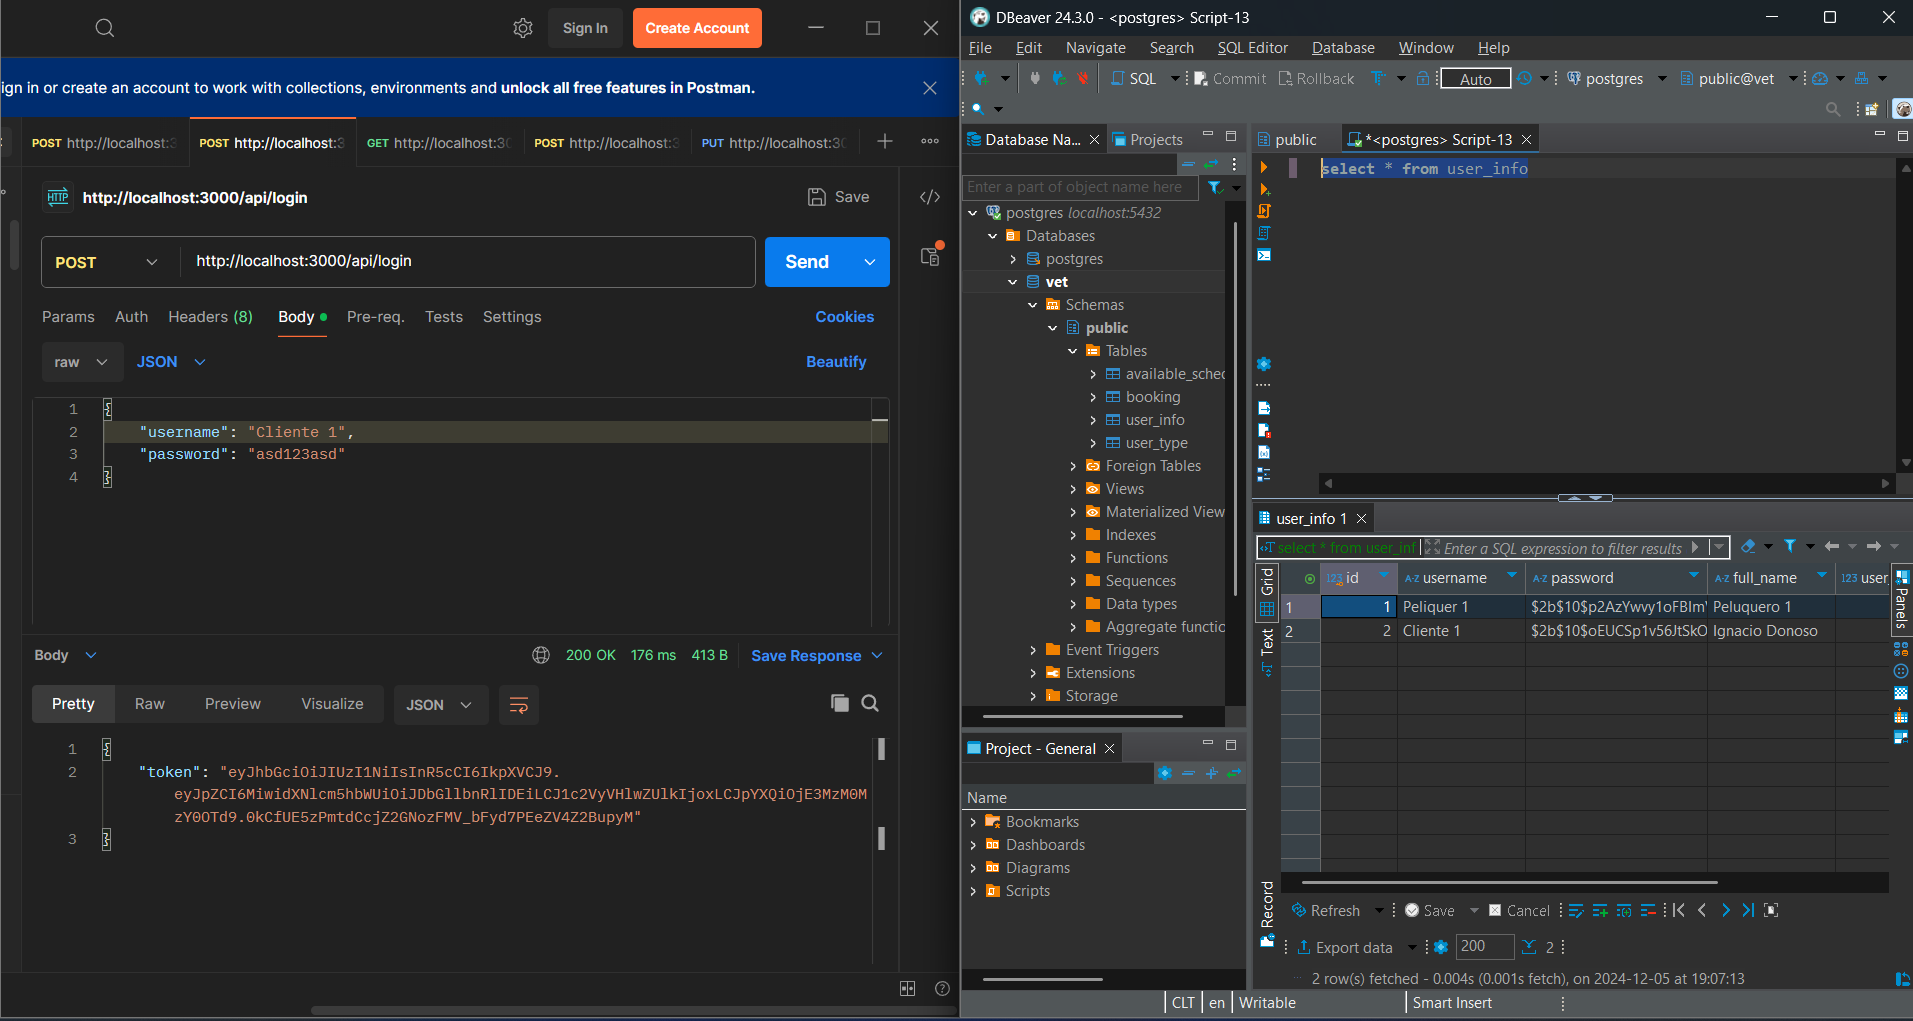 Sign In
Create Account
ign in or create an account to work with collections, environments and unlock all free features in Postman.
POST http://localhost:3
POST http://localhost:3
GET http://localhost:30
POST http://localhost:3
PUT http://localhost:30
HTTP http://localhost:3000/api/login
Save
POST
http://localhost:3000/api/login
Send
Params Auth Headers (8) Body Pre-req. Tests Settings
Cookies
raw JSON
Beautify
1 {
2 "username": "Cliente 1",
3 "password": "asd123asd"
4 }
Body
200 OK 176 ms 413 B Save Response
Pretty Raw Preview Visualize JSON
1 {
2 "token": "eyJhbGciOiJIUzI1NiIsInR5cCI6IkpXVCJ9.
eyJpZCI6MiwidXNlcm5hbWUiOiJDbGllbnRlIDEiLCJ1c2VyVHlwZUlkIjoxLCJpYXQiOjE3MzM0M
zY0OTd9.0kCfUE5zPmtdCcjZ2GNozFMV_bFyd7PEeZV4Z2BupyM"
3 }
DBeaver 24.3.0 - <postgres> Script-13
File Edit Navigate Search SQL Editor Database Window Help
SQL Commit Rollback Auto postgres public@vet
Database Na...
Projects
Enter a part of object name here
postgres localhost:5432
Databases
postgres
vet
Schemas
public
Tables
available_sched
booking
user_info
user_type
Foreign Tables
Views
Materialized View
Indexes
Functions
Sequences
Data types
Aggregate functio
Event Triggers
Extensions
Storage
Project - General
Name
Bookmarks
Dashboards
Diagrams
Scripts
public
*<postgres> Script-13
select * from user_info
user_info 1
select * from user_inf
Enter a SQL expression to filter results
Grid
Text
Record
Panels
123 id A-Z username A-Z password A-Z full_name 123 user_
1 1 Peliquer 1 $2b$10$p2AzYwvy1oFBIm Peluquero 1
2 2 Cliente 1 $2b$10$oEUCSp1v56JtSkO Ignacio Donoso
Refresh Save Cancel
Export data 200 2
2 row(s) fetched - 0.004s (0.001s fetch), on 2024-12-05 at 19:07:13
CLT en Writable Smart Insert